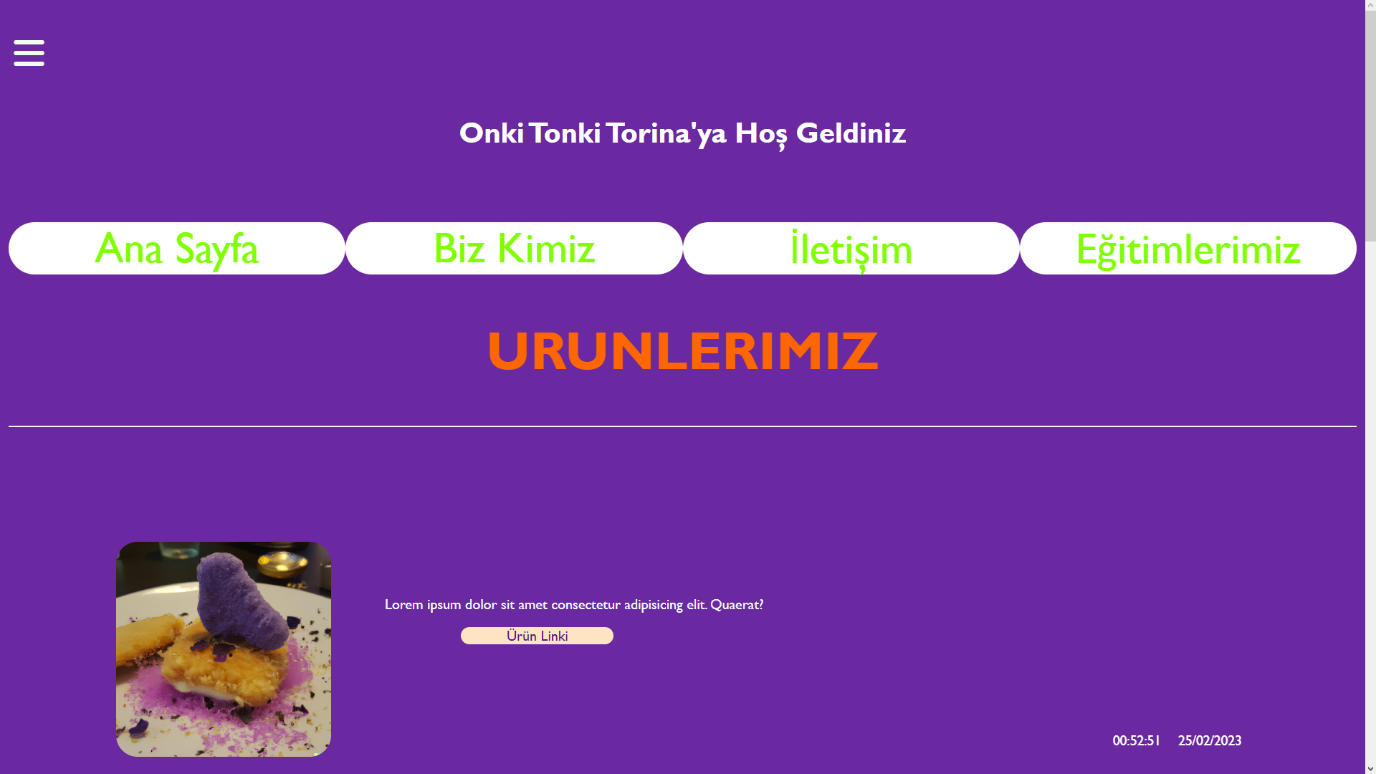 Onki Tonki Torina'ya Hoş Geldiniz
Ana Sayfa
Biz Kimiz
İletişim
Eğitimlerimiz
URUNLERIMIZ
Lorem ipsum dolor sit amet consectetur adipisicing elit. Quaerat?
Ürün Linki
00:52:51 25/02/2023